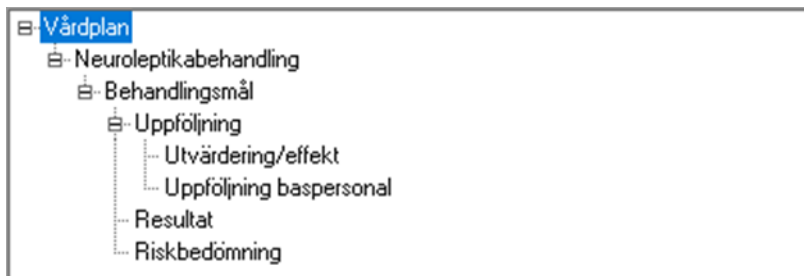 Vårdplan
Neuroleptikabehandling
Behandlingsmål
Uppföljning
Utvärdering/effekt
Uppföljning baspersonal
Resultat
Riskbedömning